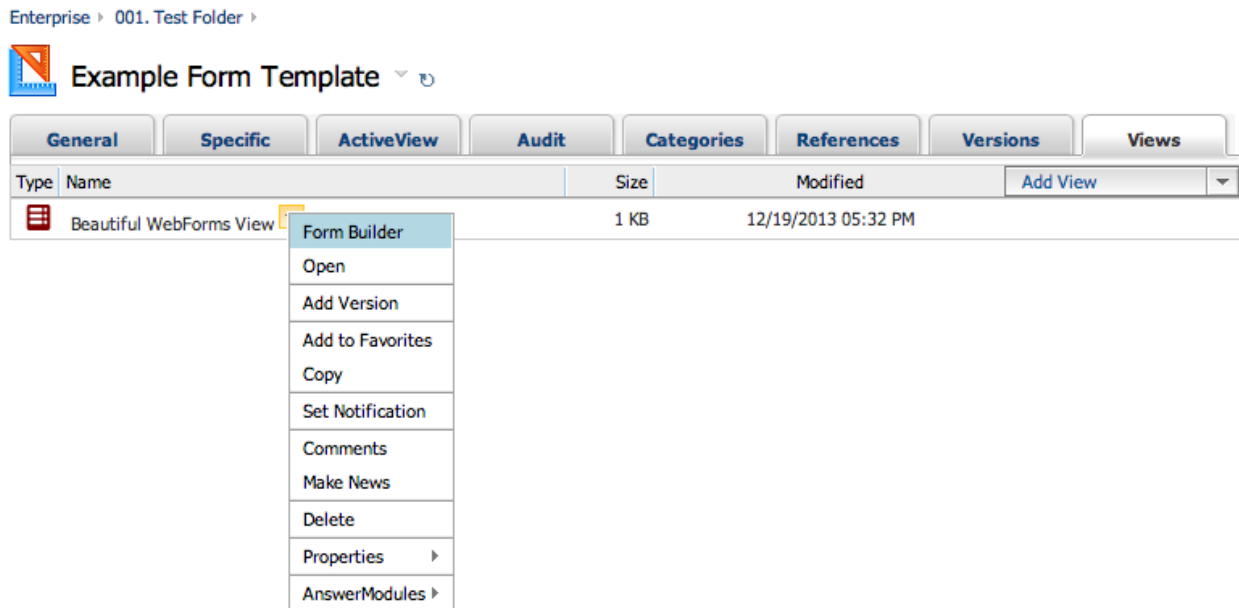 Enterprise 001. Test Folder
Example Form Template
General Specific ActiveView Audit Categories References Versions Views
Type Name Size Modified Add View
Beautiful WebForms View 1 KB 12/19/2013 05:32 PM
Form Builder
Open
Add Version
Add to Favorites
Copy
Set Notification
Comments
Make News
Delete
Properties
AnswerModules